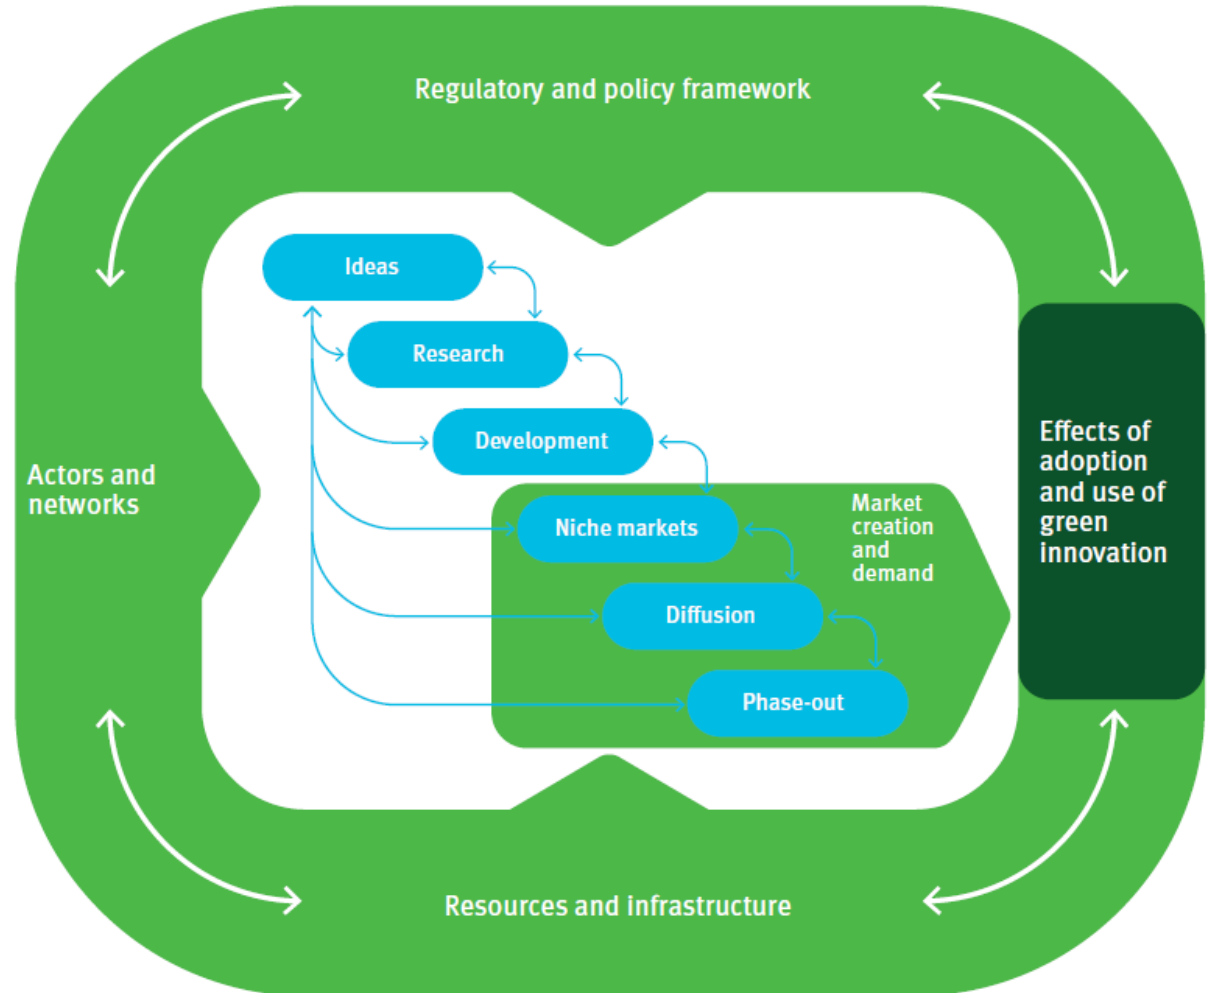 Regulatory and policy framework
Ideas
Research
Development
Actors and
networks
Niche markets
Market
creation
and
demand
Diffusion
Phase-out
Effects of
adoption
and use of
green
innovation
Resources and infrastructure